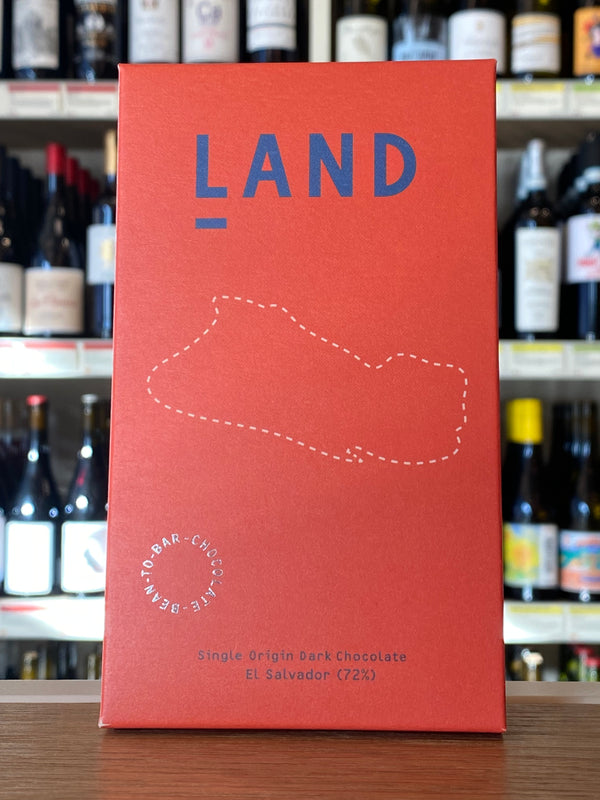 LAND
BEAN-TO-BAR-CHOCOLATE-
Single Origin Dark Chocolate
El Salvador (72%)